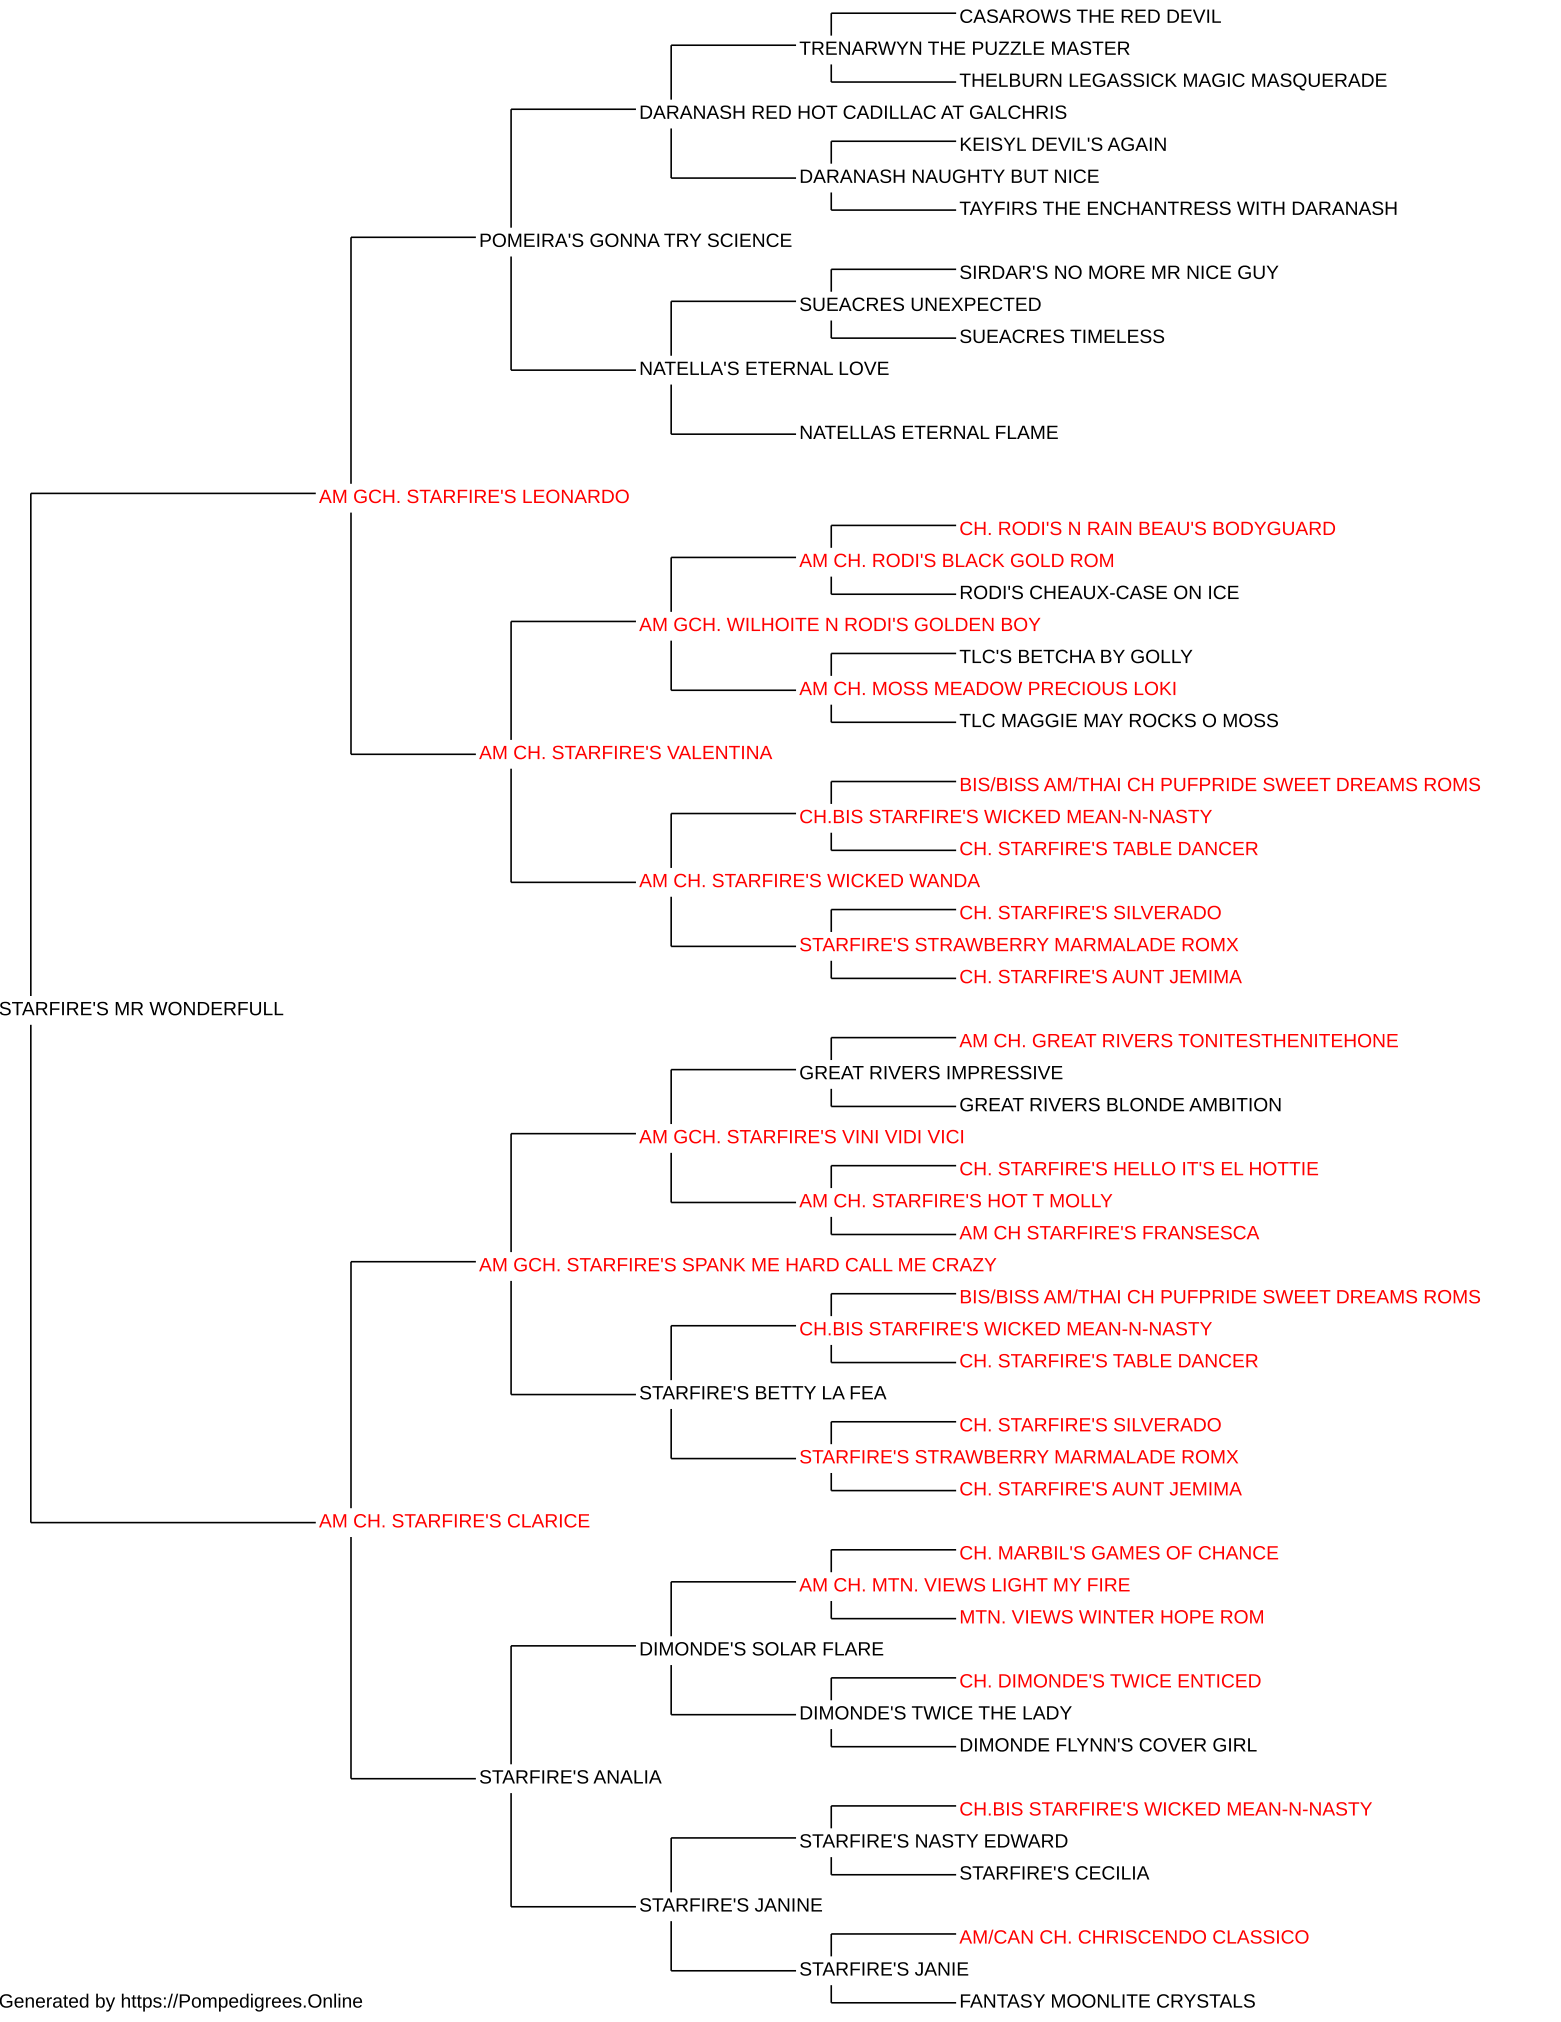 CASAROWS THE RED DEVIL
TRENARWYN THE PUZZLE MASTER
THELBURN LEGASSICK MAGIC MASQUERADE
DARANASH RED HOT CADILLAC AT GALCHRIS
KEISYL DEVIL'S AGAIN
DARANASH NAUGHTY BUT NICE
TAYFIRS THE ENCHANTRESS WITH DARANASH
POMEIRA'S GONNA TRY SCIENCE
SIRDAR'S NO MORE MR NICE GUY
SUEACRES UNEXPECTED
SUEACRES TIMELESS
NATELLA'S ETERNAL LOVE
NATELLAS ETERNAL FLAME
AM GCH. STARFIRE'S LEONARDO
CH. RODI'S N RAIN BEAU'S BODYGUARD
AM CH. RODI'S BLACK GOLD ROM
RODI'S CHEAUX-CASE ON ICE
AM GCH. WILHOITE N RODI'S GOLDEN BOY
TLC'S BETCHA BY GOLLY
AM CH. MOSS MEADOW PRECIOUS LOKI
TLC MAGGIE MAY ROCKS O MOSS
AM CH. STARFIRE'S VALENTINA
BIS/BISS AM/THAI CH PUFPRIDE SWEET DREAMS ROMS
CH.BIS STARFIRE'S WICKED MEAN-N-NASTY
CH. STARFIRE'S TABLE DANCER
AM CH. STARFIRE'S WICKED WANDA
CH. STARFIRE'S SILVERADO
STARFIRE'S STRAWBERRY MARMALADE ROMX
CH. STARFIRE'S AUNT JEMIMA
STARFIRE'S MR WONDERFULL
AM CH. GREAT RIVERS TONITESTHENITEHONE
GREAT RIVERS IMPRESSIVE
GREAT RIVERS BLONDE AMBITION
AM GCH. STARFIRE'S VINI VIDI VICI
CH. STARFIRE'S HELLO IT'S EL HOTTIE
AM CH. STARFIRE'S HOT T MOLLY
AM CH STARFIRE'S FRANSESCA
AM GCH. STARFIRE'S SPANK ME HARD CALL ME CRAZY
BIS/BISS AM/THAI CH PUFPRIDE SWEET DREAMS ROMS
CH.BIS STARFIRE'S WICKED MEAN-N-NASTY
CH. STARFIRE'S TABLE DANCER
STARFIRE'S BETTY LA FEA
CH. STARFIRE'S SILVERADO
STARFIRE'S STRAWBERRY MARMALADE ROMX
CH. STARFIRE'S AUNT JEMIMA
AM CH. STARFIRE'S CLARICE
CH. MARBIL'S GAMES OF CHANCE
AM CH. MTN. VIEWS LIGHT MY FIRE
MTN. VIEWS WINTER HOPE ROM
DIMONDE'S SOLAR FLARE
CH. DIMONDE'S TWICE ENTICED
DIMONDE'S TWICE THE LADY
DIMONDE FLYNN'S COVER GIRL
STARFIRE'S ANALIA
CH.BIS STARFIRE'S WICKED MEAN-N-NASTY
STARFIRE'S NASTY EDWARD
STARFIRE'S CECILIA
STARFIRE'S JANINE
AM/CAN CH. CHRISCENDO CLASSICO
STARFIRE'S JANIE
FANTASY MOONLITE CRYSTALS
Generated by https://Pompedigrees.Online